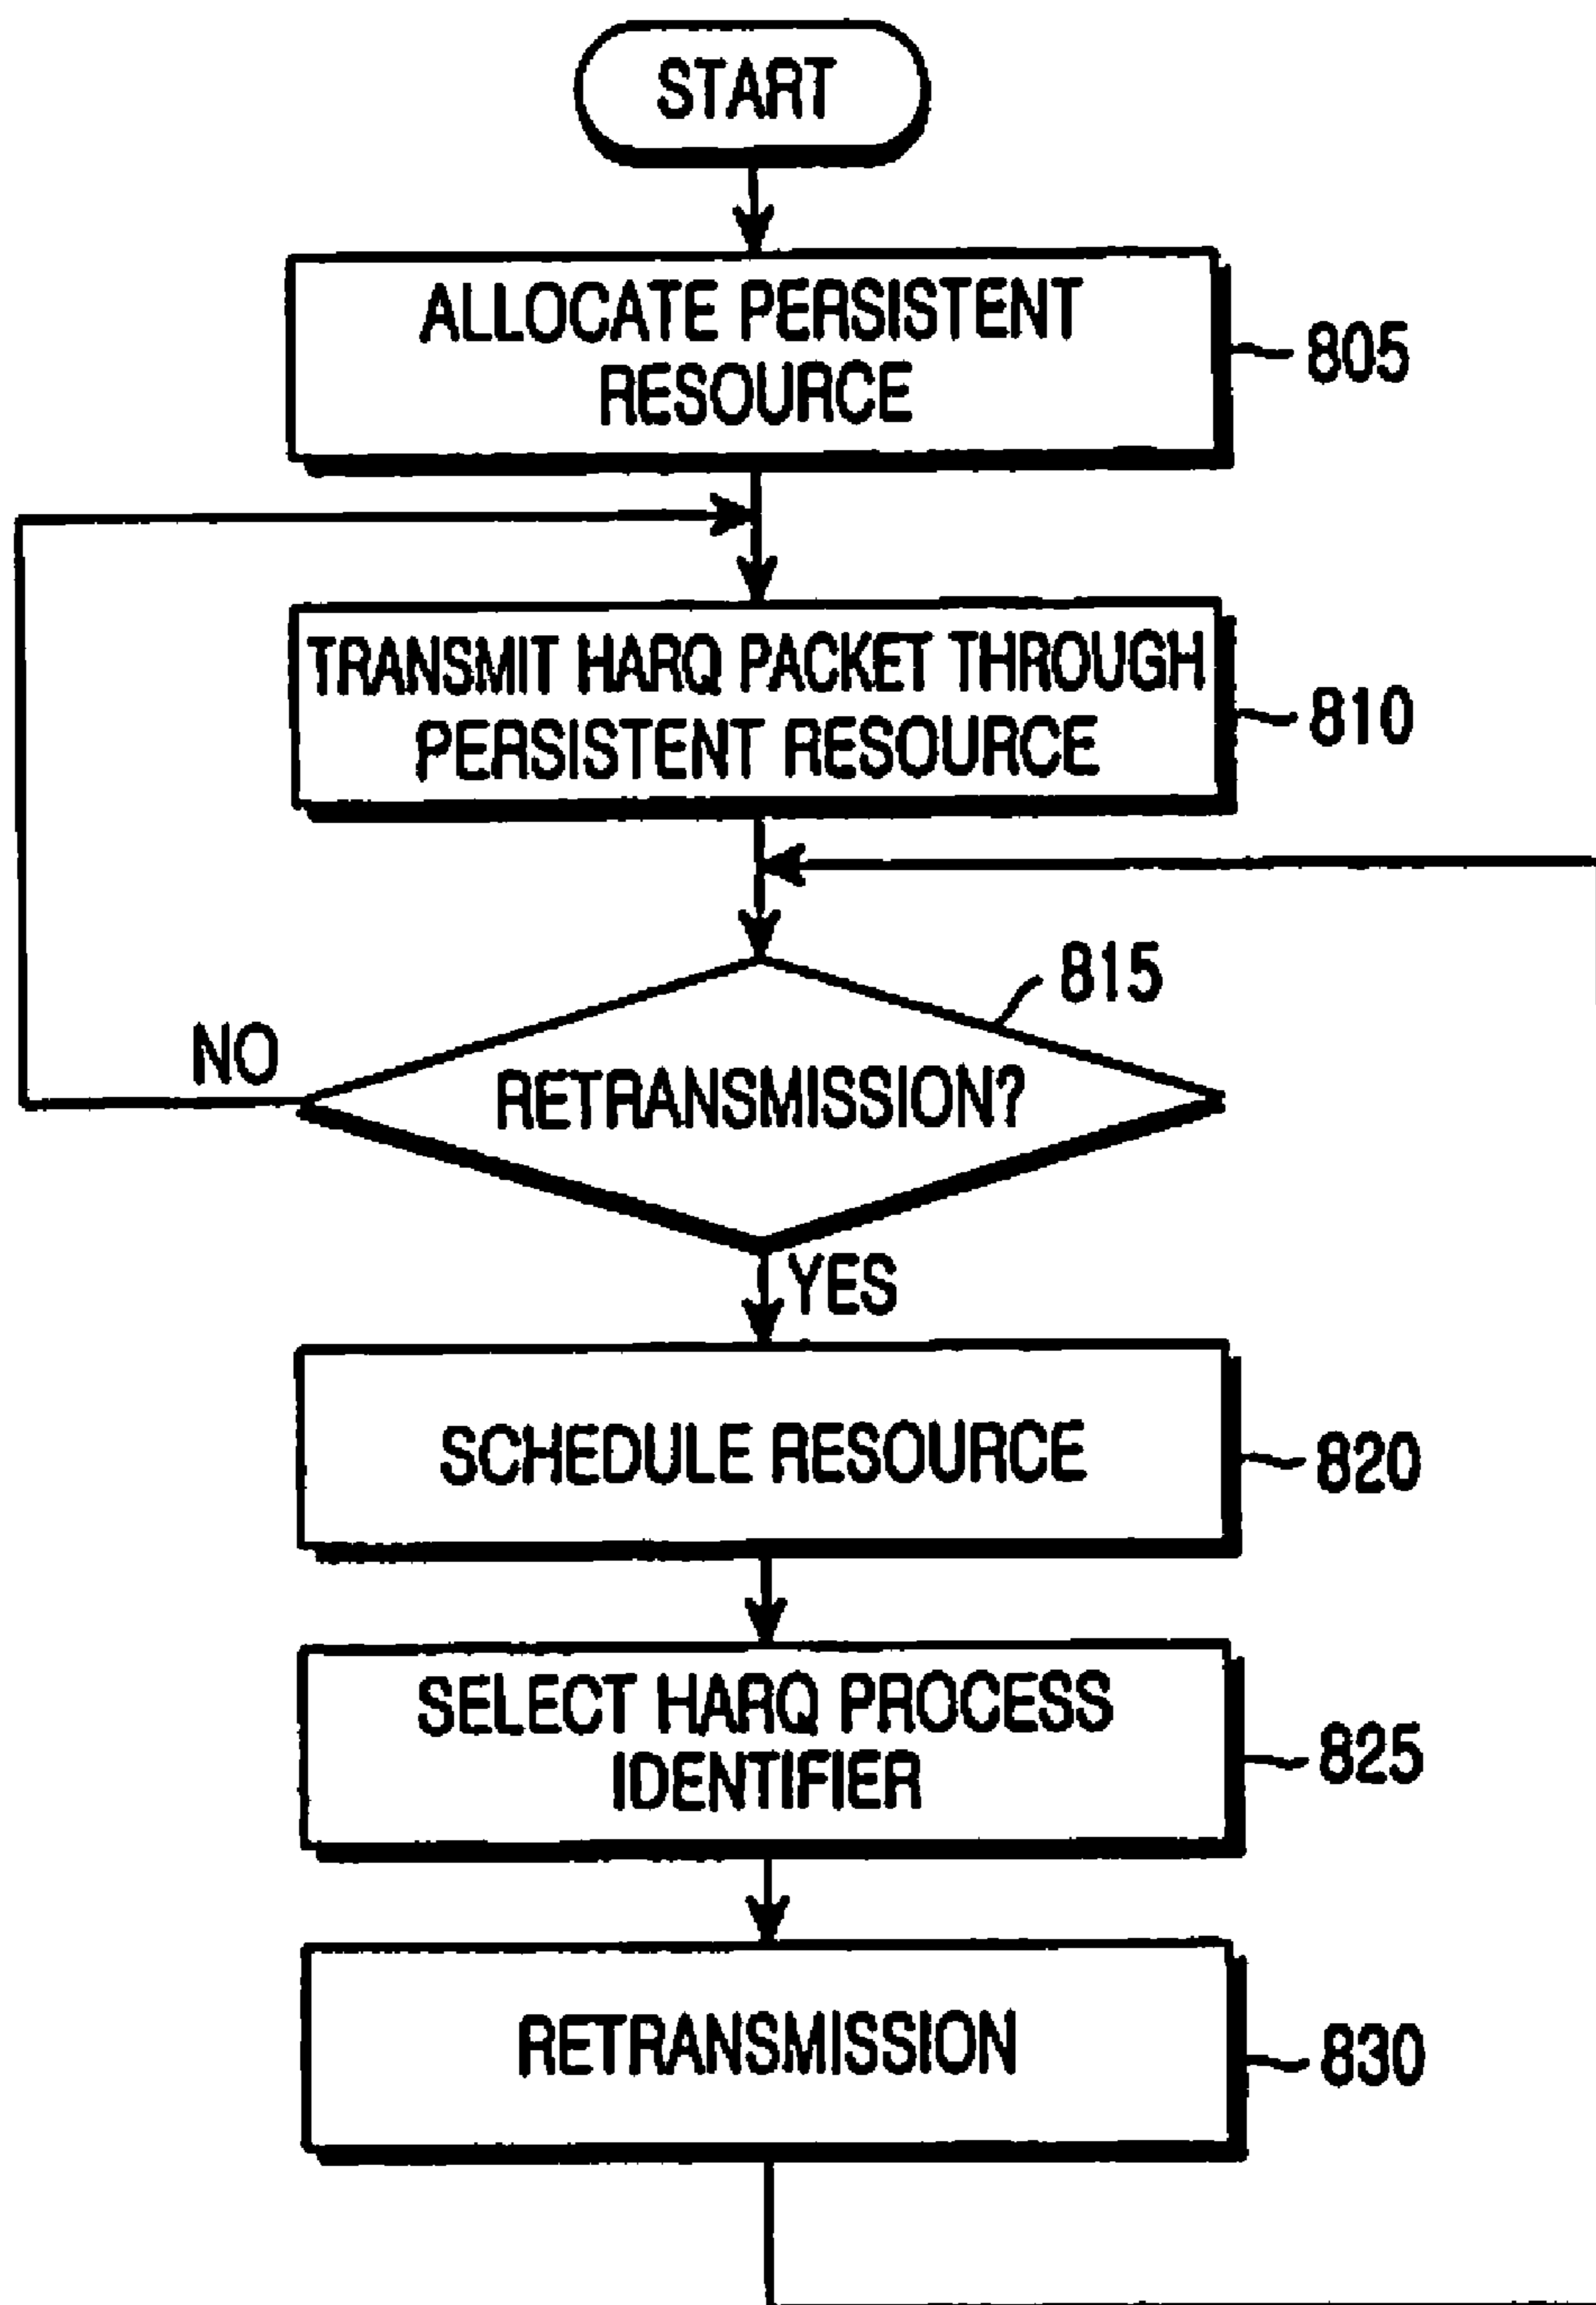 START
ALLOCATE PERSISTENT
RESOURCE
805
TRANSMIT HARQ PACKET THROUGH
PERSISTENT RESOURCE
810
815
NO
RETRANSMISSION?
YES
SCHEDULE RESOURCE
820
SELECT HARQ PROCESS
IDENTIFIER
825
RETRANSMISSION
830